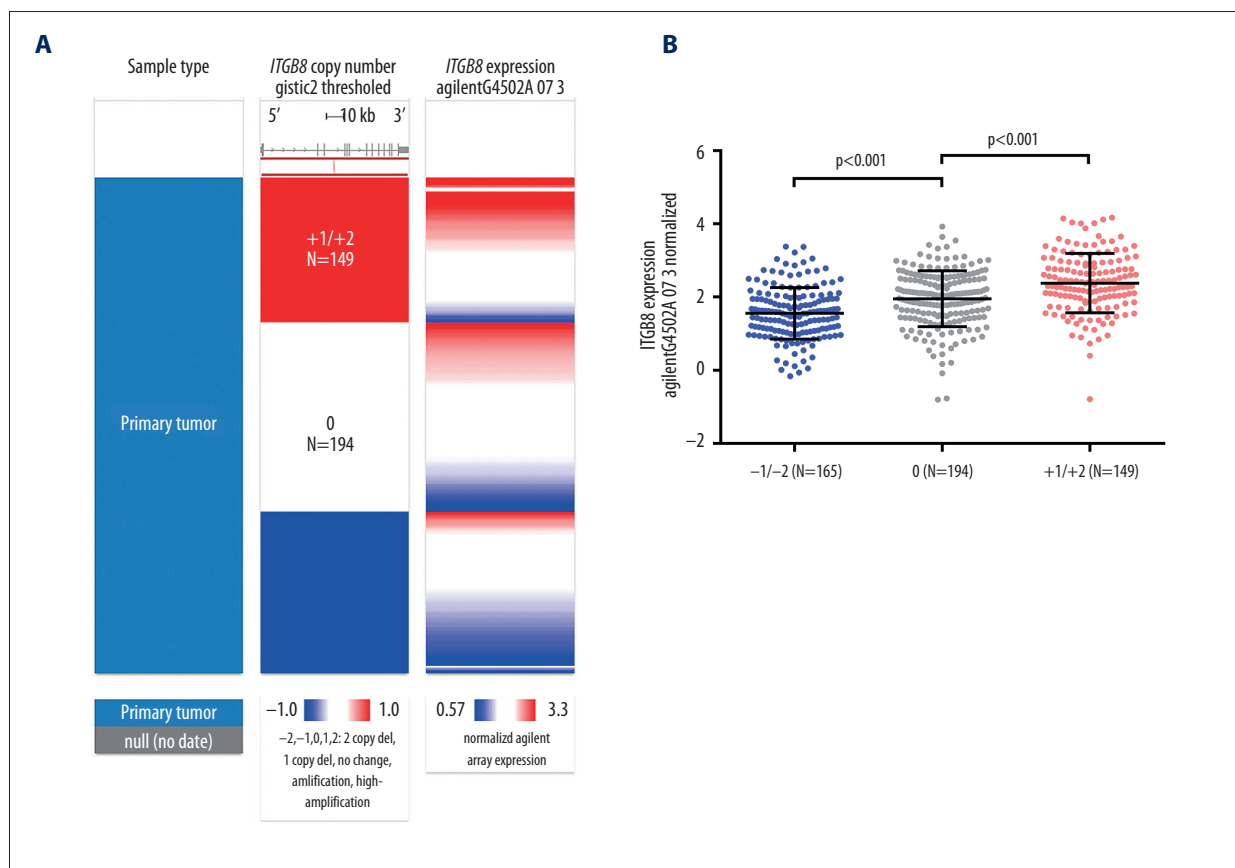 A
Sample type
ITGB8 copy number
gistic2 thresholed
ITGB8 expression
agilentG4502A 07 3
5′ 10 kb 3′
+1/+2
N=149
Primary tumor
0
N=194
Primary tumor
null (no date)
−1.0 1.0
−2,−1,0,1,2: 2 copy del,
1 copy del, no change,
amlification, high-
amplification
0.57 3.3
normalizd agilent
array expression
B
ITGB8 expression
agilentG4502A 07 3 normalized
6
4
2
0
−2
p<0.001
p<0.001
−1/−2 (N=165) 0 (N=194) +1/+2 (N=149)